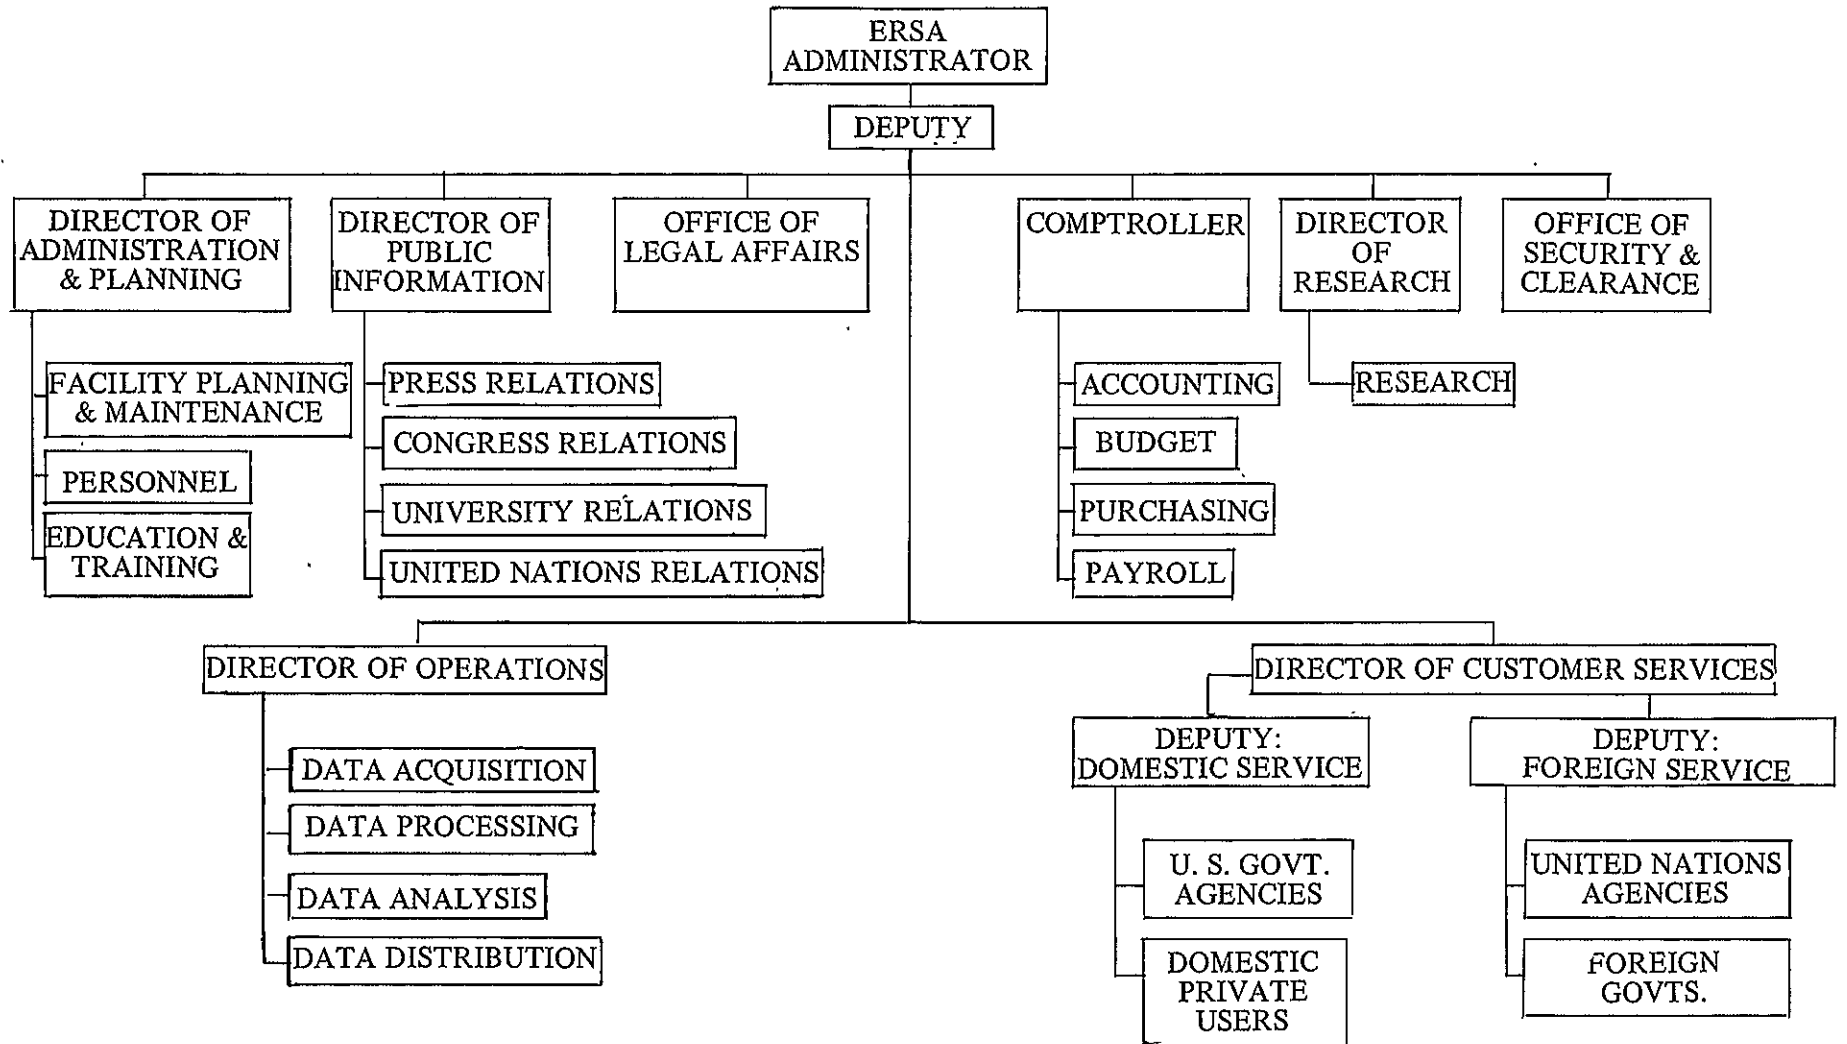 ERSA
ADMINISTRATOR
DEPUTY
DIRECTOR OF
ADMINISTRATION
& PLANNING
DIRECTOR OF
PUBLIC
INFORMATION
OFFICE OF
LEGAL AFFAIRS
COMPTROLLER
DIRECTOR
OF
RESEARCH
OFFICE OF
SECURITY &
CLEARANCE
FACILITY PLANNING
& MAINTENANCE
PERSONNEL
EDUCATION &
TRAINING
PRESS RELATIONS
CONGRESS RELATIONS
UNIVERSITY RELATIONS
UNITED NATIONS RELATIONS
ACCOUNTING
BUDGET
PURCHASING
PAYROLL
RESEARCH
DIRECTOR OF OPERATIONS
DATA ACQUISITION
DATA PROCESSING
DATA ANALYSIS
DATA DISTRIBUTION
DIRECTOR OF CUSTOMER SERVICES
DEPUTY:
DOMESTIC SERVICE
U. S. GOVT.
AGENCIES
DOMESTIC
PRIVATE
USERS
DEPUTY:
FOREIGN SERVICE
UNITED NATIONS
AGENCIES
FOREIGN
GOVTS.